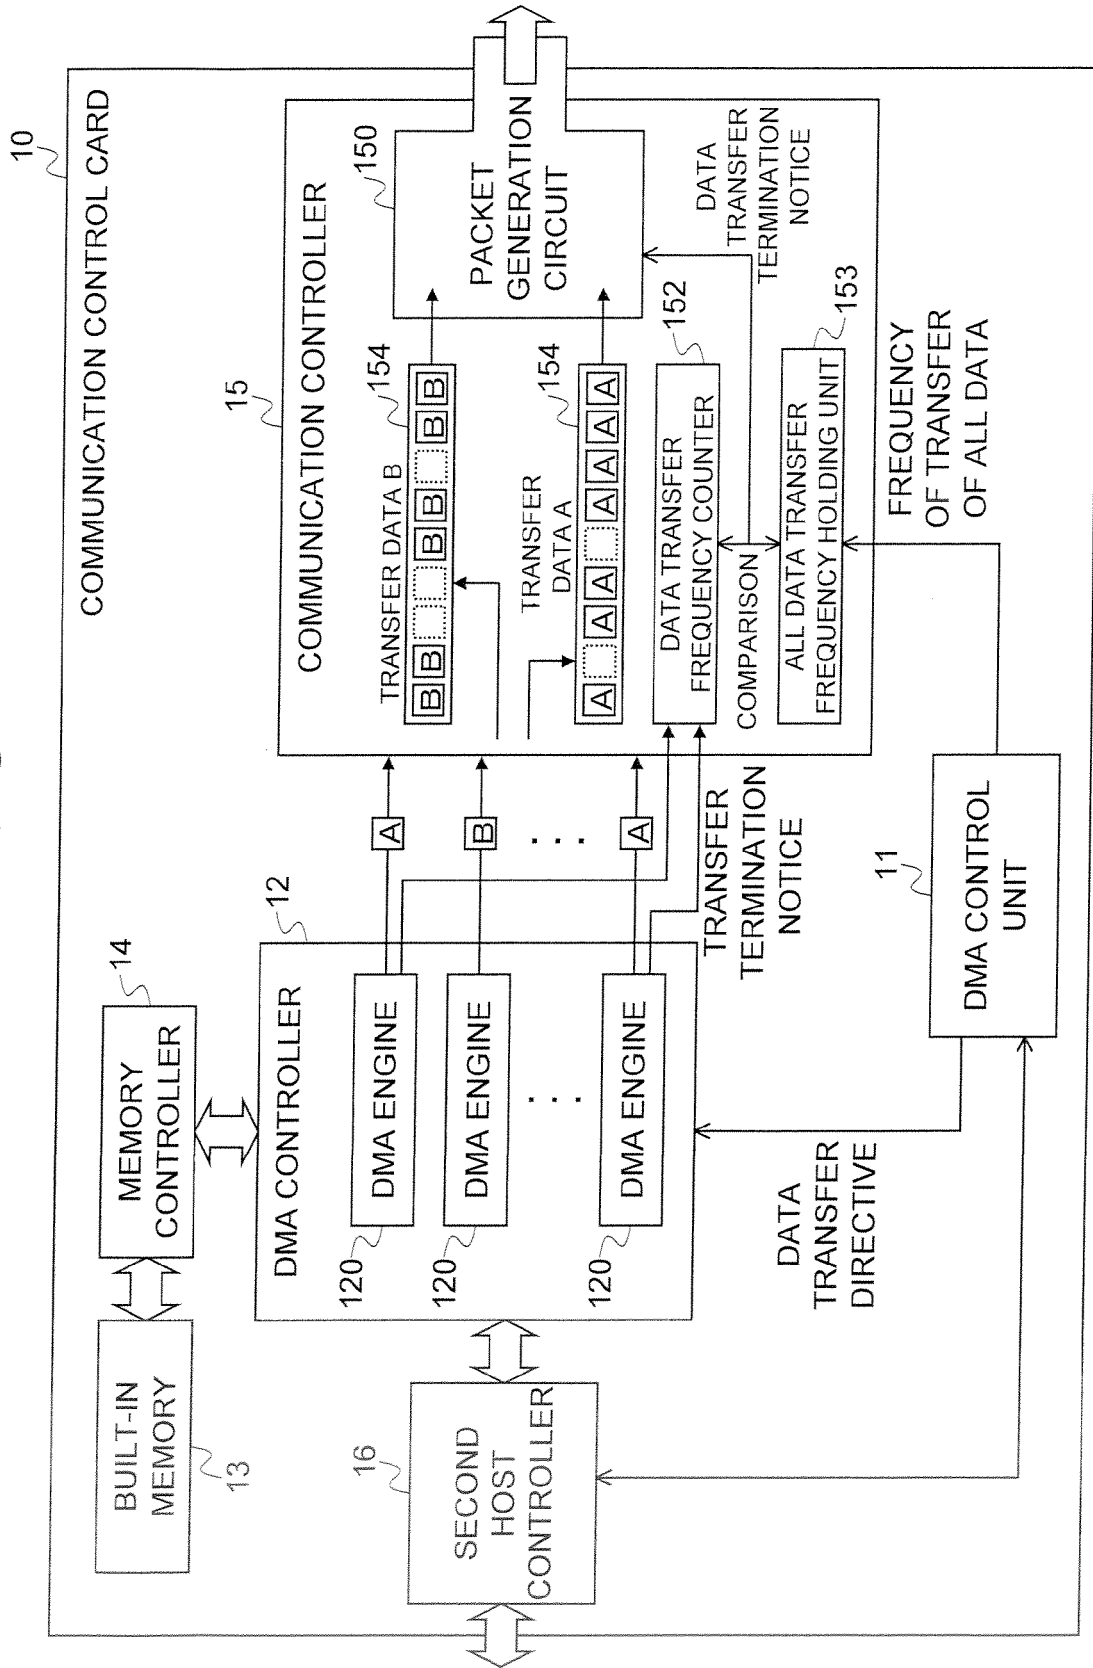 10
COMMUNICATION CONTROL CARD
BUILT-IN
MEMORY
13
MEMORY
CONTROLLER
14
SECOND
HOST
CONTROLLER
16
DMA CONTROLLER
12
DMA ENGINE
120
DMA ENGINE
120
. . .
DMA ENGINE
120
A
B
. . .
A
TRANSFER
TERMINATION
NOTICE
DATA
TRANSFER
DIRECTIVE
DMA CONTROL
UNIT
11
15
COMMUNICATION CONTROLLER
TRANSFER DATA B
154
B B B B B B
TRANSFER
DATA A
154
A A A A A A A
PACKET
GENERATION
CIRCUIT
150
DATA TRANSFER
FREQUENCY COUNTER
152
COMPARISON
DATA
TRANSFER
TERMINATION
NOTICE
ALL DATA TRANSFER
FREQUENCY HOLDING UNIT
153
FREQUENCY
OF TRANSFER
OF ALL DATA